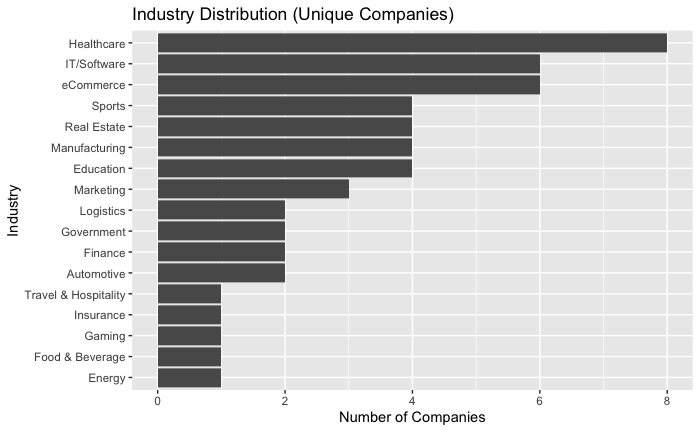 Industry Distribution (Unique Companies)
Industry
Healthcare
IT/Software
eCommerce
Sports
Real Estate
Manufacturing
Education
Marketing
Logistics
Government
Finance
Automotive
Travel & Hospitality
Insurance
Gaming
Food & Beverage
Energy
0 2 4 6 8
Number of Companies